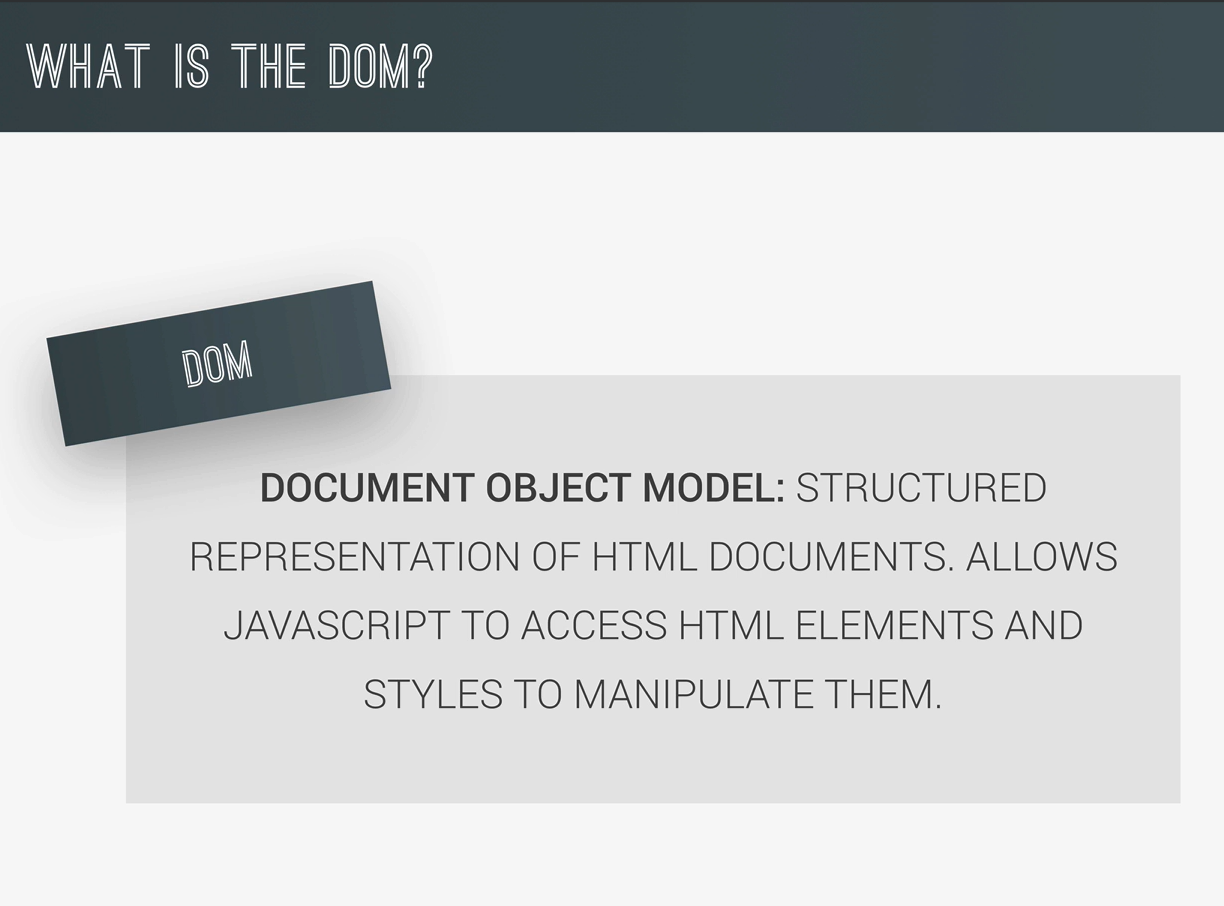 WHAT IS THE DOM?
DOM
DOCUMENT OBJECT MODEL: STRUCTURED
REPRESENTATION OF HTML DOCUMENTS. ALLOWS
JAVASCRIPT TO ACCESS HTML ELEMENTS AND
STYLES TO MANIPULATE THEM.